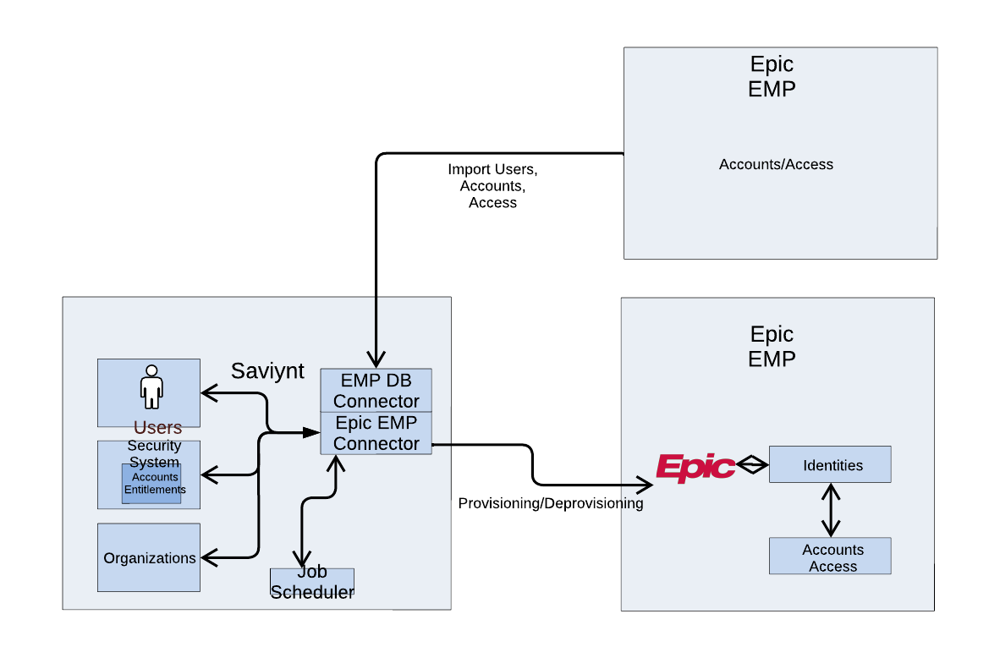 Epic
EMP
Accounts/Access
Import Users,
Accounts,
Access
Saviynt
Users
Security
System
Accounts
Entitlements
Organizations
EMP DB
Connector
Epic EMP
Connector
Job
Scheduler
Provisioning/Deprovisioning
Epic
EMP
Epic
Identities
Accounts
Access